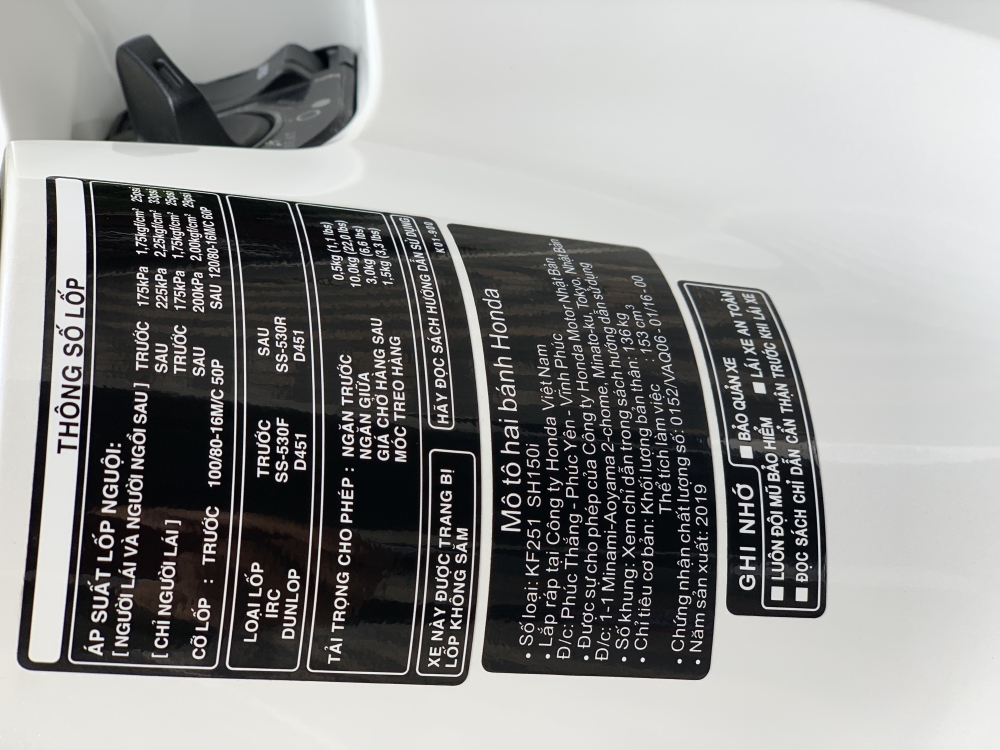 THÔNG SỐ LỐP
ÁP SUẤT LỐP NGUỘI:
[ NGƯỜI LÁI VÀ NGƯỜI NGỒI SAU ] TRƯỚC 175kPa 1,75kgf/cm² 25psi
SAU 225kPa 2,25kgf/cm² 33psi
[ CHỈ NGƯỜI LÁI ] TRƯỚC 175kPa 1,75kgf/cm² 25psi
SAU 200kPa 2,00kgf/cm² 29psi
CỠ LỐP : TRƯỚC 100/80-16M/C 50P SAU 120/80-16M/C 60P
LOẠI LỐP TRƯỚC SAU
IRC SS-530F SS-530R
DUNLOP D451 D451
TẢI TRỌNG CHO PHÉP : NGĂN TRƯỚC 0,5kg (1,1 lbs)
NGĂN GIỮA 10,0kg (22,0 lbs)
GIÁ CHỞ HÀNG SAU 3,0kg (6,6 lbs)
MÓC TREO HÀNG 1,5kg (3,3 lbs)
XE NÀY ĐƯỢC TRANG BỊ
LỐP KHÔNG SĂM
HÃY ĐỌC SÁCH HƯỚNG DẪN SỬ DỤNG
K01-900
Mô tô hai bánh Honda
• Số loại: KF251 SH150i
• Lắp ráp tại Công ty Honda Việt Nam
Đ/c: Phúc Thắng - Phúc Yên - Vĩnh Phúc
• Được sự cho phép của Công ty Honda Motor Nhật Bản
Đ/c: 1-1 Minami-Aoyama 2-chome, Minato-ku, Tokyo, Nhật Bản
• Số khung: Xem chỉ dẫn trong sách hướng dẫn sử dụng
• Chỉ tiêu cơ bản: Khối lượng bản thân: 136 kg
Thể tích làm việc : 153 cm³
• Chứng nhận chất lượng số: 0152/VAQ06 - 01/16 - 00
• Năm sản xuất: 2019
GHI NHỚ ■ BẢO QUẢN XE
■ LUÔN ĐỘI MŨ BẢO HIỂM ■ LÁI XE AN TOÀN
■ ĐỌC SÁCH CHỈ DẪN CẨN THẬN TRƯỚC KHI LÁI XE